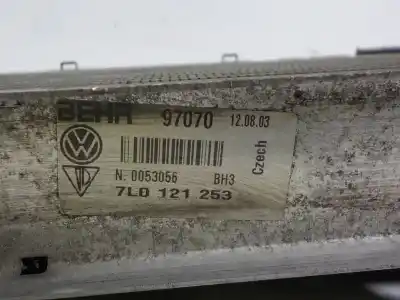 BEHR 97070 12.08.03
Czech
N. 0053056 BH3
7L0 121 253